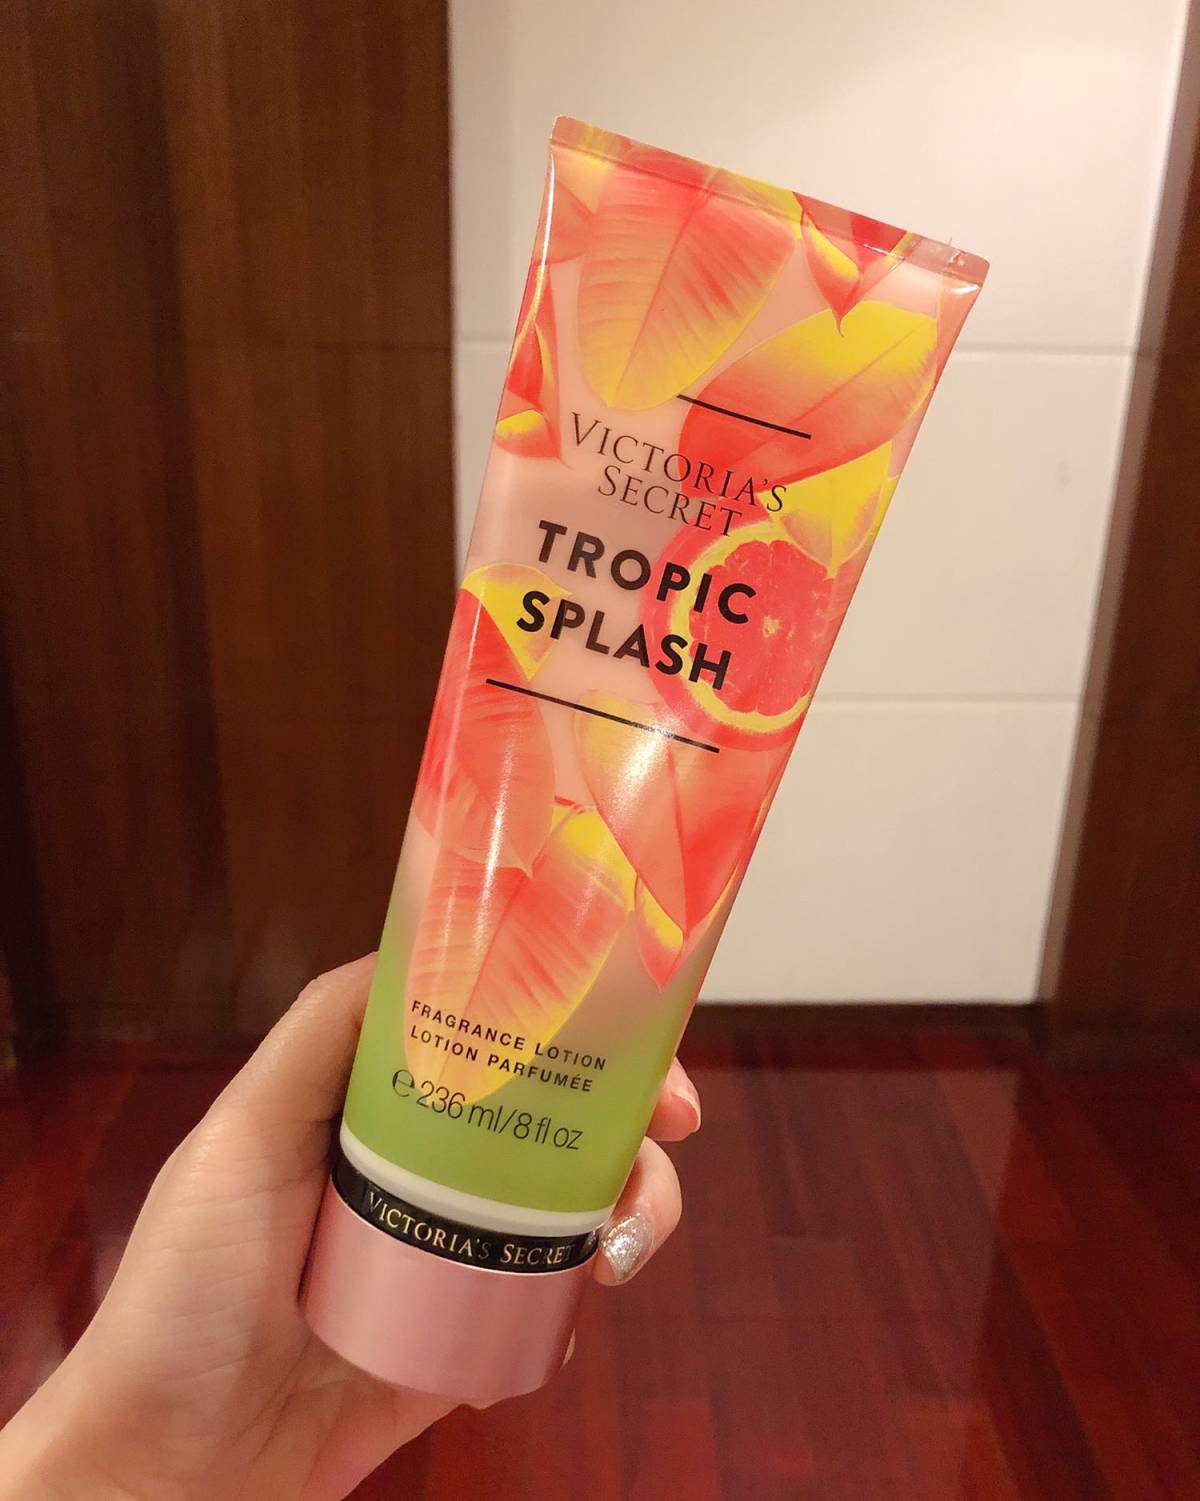 VICTORIA'S
SECRET
TROPIC
SPLASH
FRAGRANCE LOTION
LOTION PARFUMÉE
℮ 236 ml/8 fl oz
VICTORIA'S SECRET